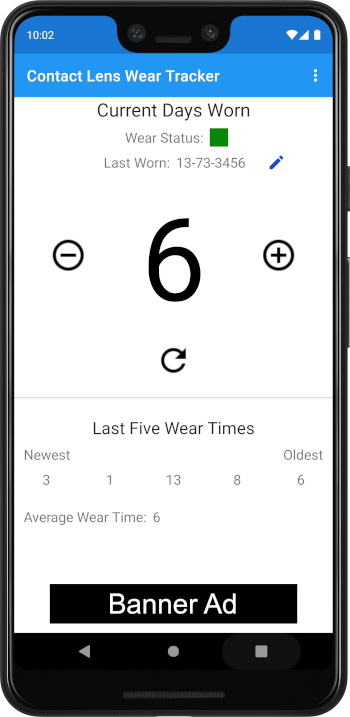 10:02
Contact Lens Wear Tracker
Current Days Worn
Wear Status:
Last Worn: 13-73-3456
6
Last Five Wear Times
Newest Oldest
3 1 13 8 6
Average Wear Time: 6
Banner Ad